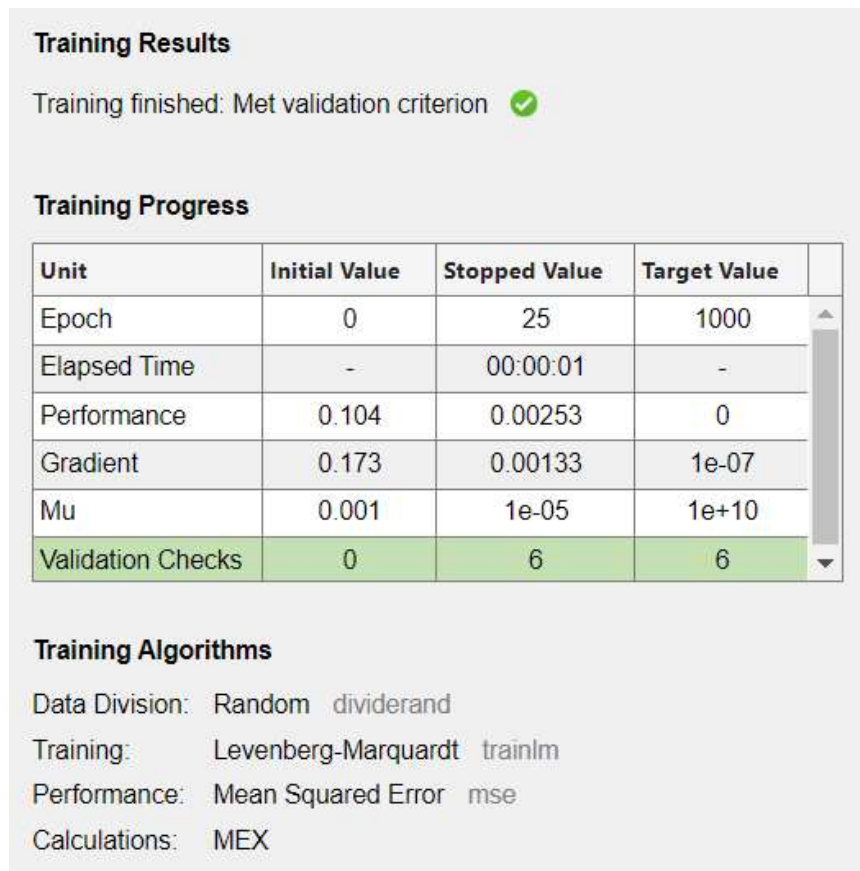 Training Results
Training finished: Met validation criterion
Training Progress
Unit Initial Value Stopped Value Target Value
Epoch 0 25 1000
Elapsed Time - 00:00:01 -
Performance 0.104 0.00253 0
Gradient 0.173 0.00133 1e-07
Mu 0.001 1e-05 1e+10
Validation Checks 0 6 6
Training Algorithms
Data Division: Random dividerand
Training: Levenberg-Marquardt trainlm
Performance: Mean Squared Error mse
Calculations: MEX